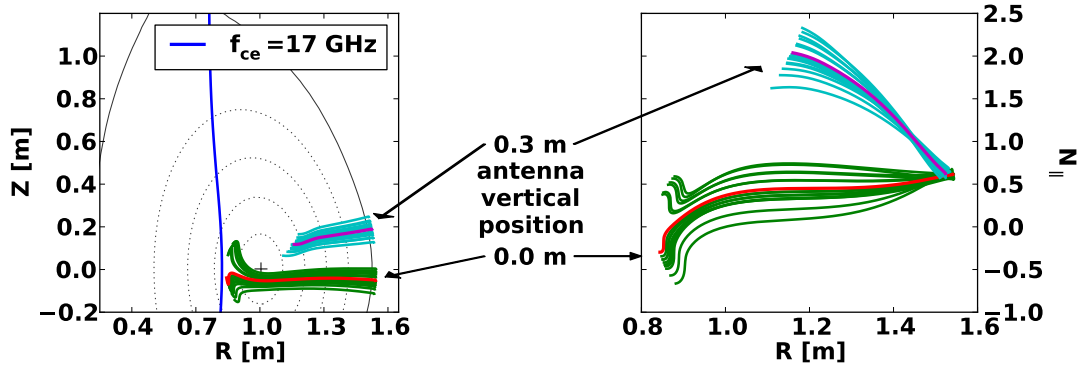 f_ce =17 GHz
1.0
0.8
0.6
0.4
0.2
0.0
−0.2
Z [m]
0.4 0.8 1.0 1.3 1.6
R [m]
0.3 m
antenna
vertical
position
0.0 m
2.5
2.0
1.5
1.0
0.5
0.0
−0.5
−1.0
N_||
0.8 1.0 1.2 1.4 1.6
R [m]